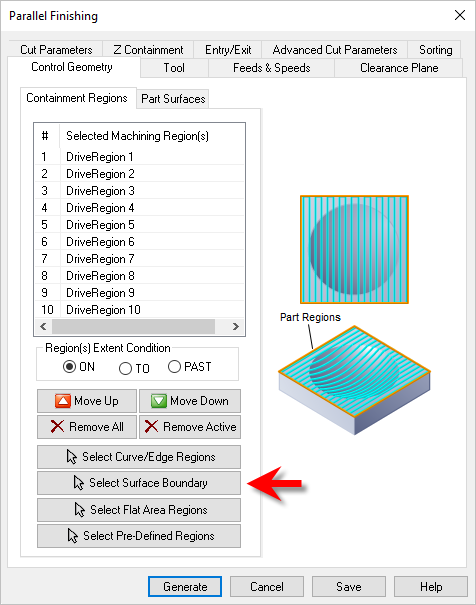 Parallel Finishing
Cut Parameters Z Containment Entry/Exit Advanced Cut Parameters Sorting
Control Geometry Tool Feeds & Speeds Clearance Plane
Containment Regions Part Surfaces
# Selected Machining Region(s)
1 DriveRegion 1
2 DriveRegion 2
3 DriveRegion 3
4 DriveRegion 4
5 DriveRegion 5
6 DriveRegion 6
7 DriveRegion 7
8 DriveRegion 8
9 DriveRegion 9
10 DriveRegion 10
Part Regions
Region(s) Extent Condition
ON TO PAST
Move Up Move Down
Remove All Remove Active
Select Curve/Edge Regions
Select Surface Boundary
Select Flat Area Regions
Select Pre-Defined Regions
Generate Cancel Save Help